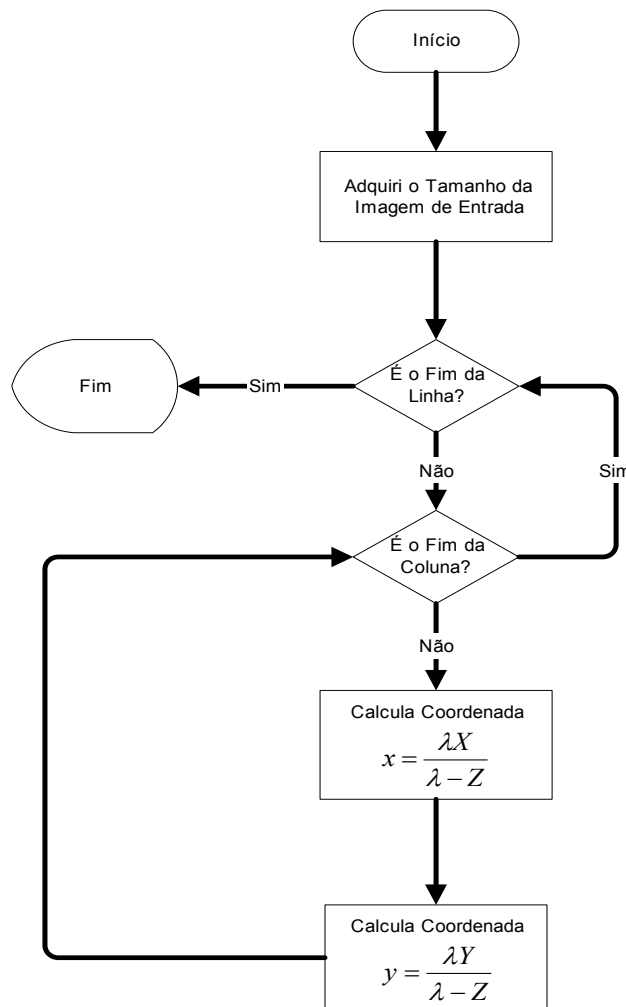 Início
Adquiri o Tamanho da
Imagem de Entrada
É o Fim da
Linha?
Sim
Fim
Não
Sim
É o Fim da
Coluna?
Não
Calcula Coordenada
x = λX / (λ − Z)
Calcula Coordenada
y = λY / (λ − Z)